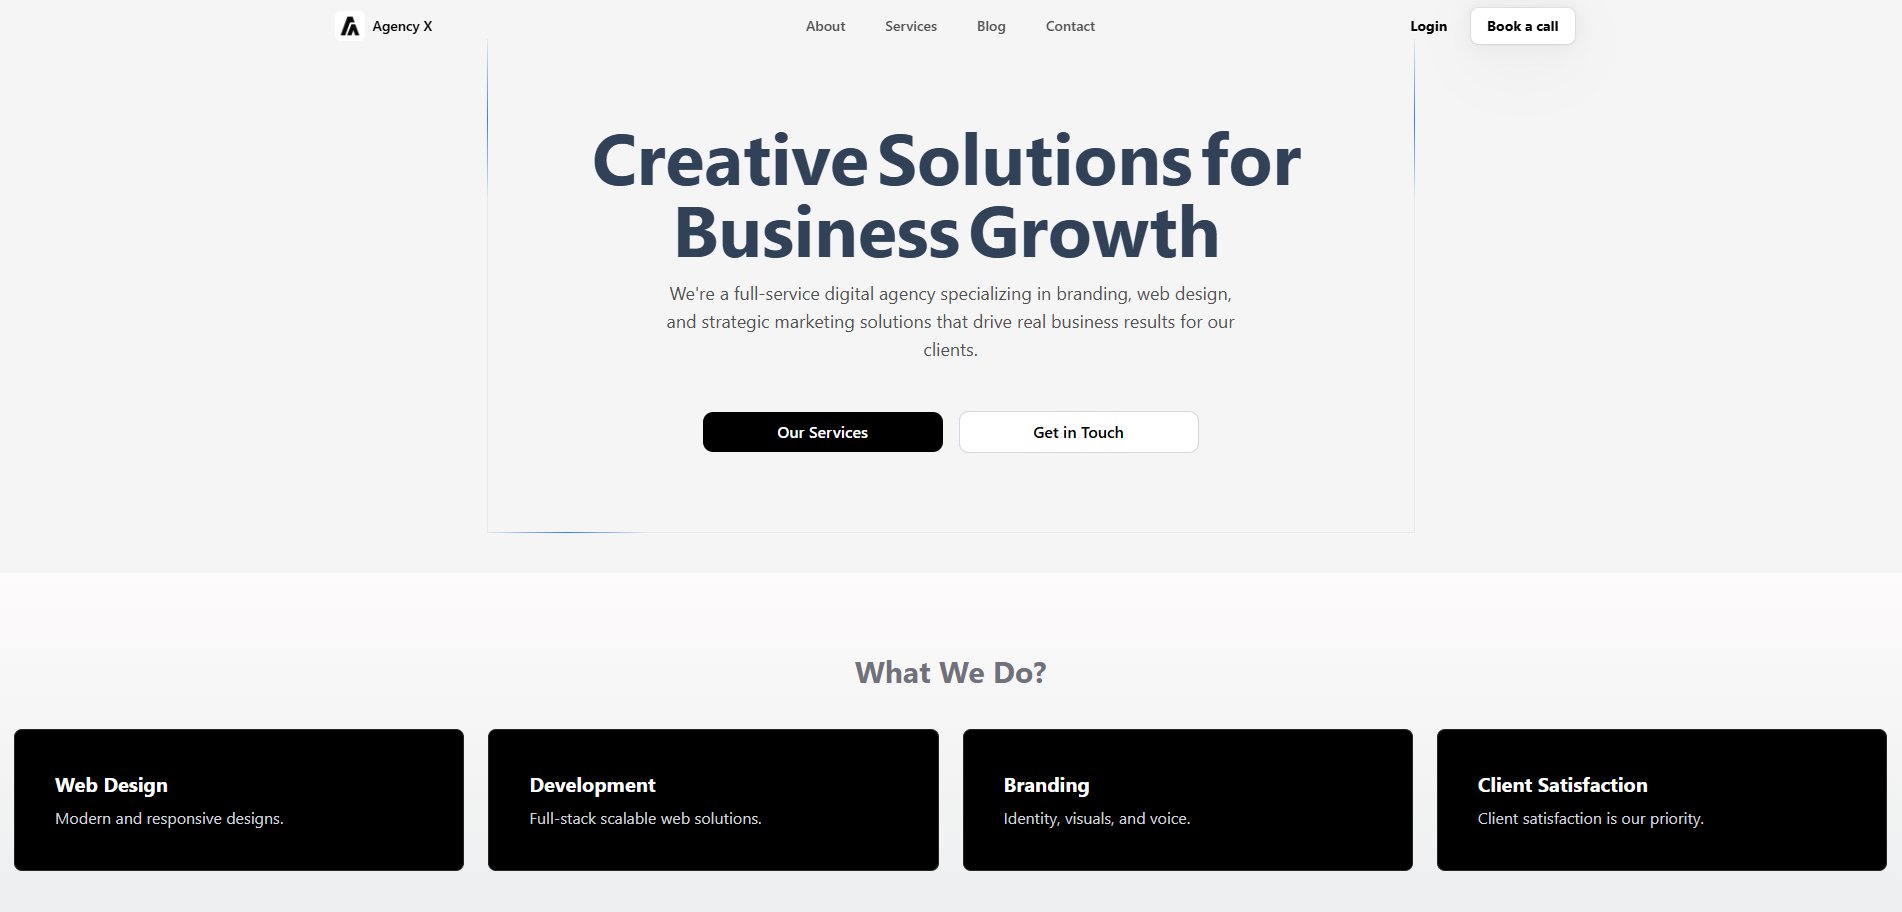 Agency X
About
Services
Blog
Contact
Login
Book a call
Creative Solutions for
Business Growth
We're a full-service digital agency specializing in branding, web design,
and strategic marketing solutions that drive real business results for our
clients.
Our Services
Get in Touch
What We Do?
Web Design
Modern and responsive designs.
Development
Full-stack scalable web solutions.
Branding
Identity, visuals, and voice.
Client Satisfaction
Client satisfaction is our priority.